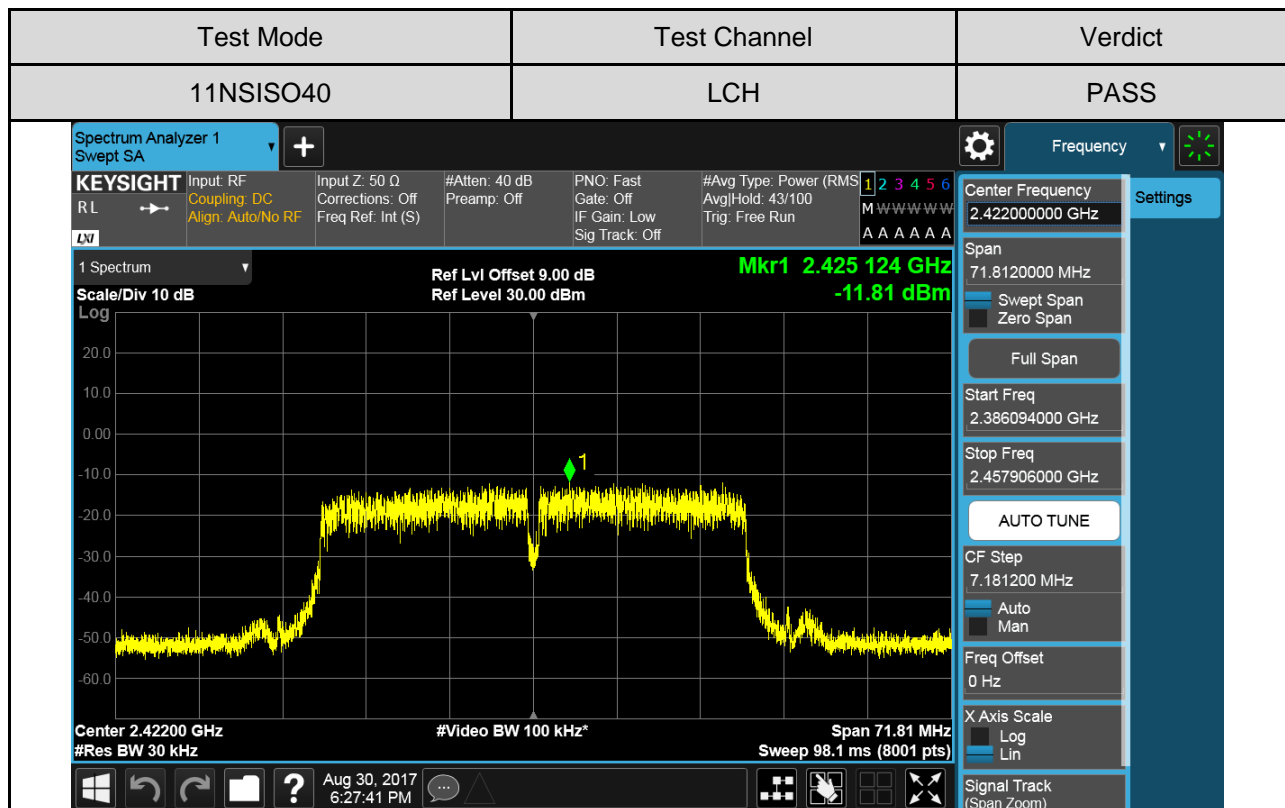 Test Mode Test Channel Verdict
11NSISO40 LCH PASS
Spectrum Analyzer 1
Swept SA
Frequency
KEYSIGHT
RL
LXI
Input: RF
Coupling: DC
Align: Auto/No RF
Input Z: 50 Ω
Corrections: Off
Freq Ref: Int (S)
#Atten: 40 dB
Preamp: Off
PNO: Fast
Gate: Off
IF Gain: Low
Sig Track: Off
#Avg Type: Power (RMS
Avg|Hold: 43/100
Trig: Free Run
1 2 3 4 5 6
M W W W W W
A A A A A A
1 Spectrum
Scale/Div 10 dB
Log
Ref Lvl Offset 9.00 dB
Ref Level 30.00 dBm
Mkr1 2.425 124 GHz
-11.81 dBm
20.0
10.0
0.00
-10.0
-20.0
-30.0
-40.0
-50.0
-60.0
1
Center 2.42200 GHz
#Res BW 30 kHz
#Video BW 100 kHz*
Span 71.81 MHz
Sweep 98.1 ms (8001 pts)
Center Frequency
2.422000000 GHz
Settings
Span
71.8120000 MHz
Swept Span
Zero Span
Full Span
Start Freq
2.386094000 GHz
Stop Freq
2.457906000 GHz
AUTO TUNE
CF Step
7.181200 MHz
Auto
Man
Freq Offset
0 Hz
X Axis Scale
Log
Lin
Signal Track
(Span Zoom)
?
Aug 30, 2017
6:27:41 PM